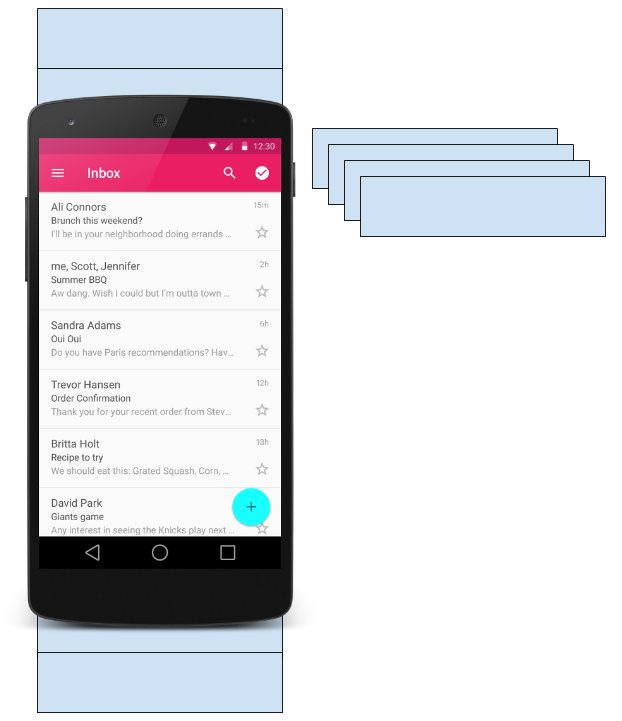 12:30
Inbox
Ali Connors 15m
Brunch this weekend?
I'll be in your neighborhood doing errands ...
me, Scott, Jennifer 2h
Summer BBQ
Aw dang. Wish I could but I'm outta town ...
Sandra Adams 6h
Oui Oui
Do you have Paris recommendations? Hav...
Trevor Hansen 12h
Order Confirmation
Thank you for your recent order from Stev...
Britta Holt 18h
Recipe to try
We should eat this: Grated Squash, Corn, ...
David Park
Giants game
Any interest in seeing the Knicks play next ...